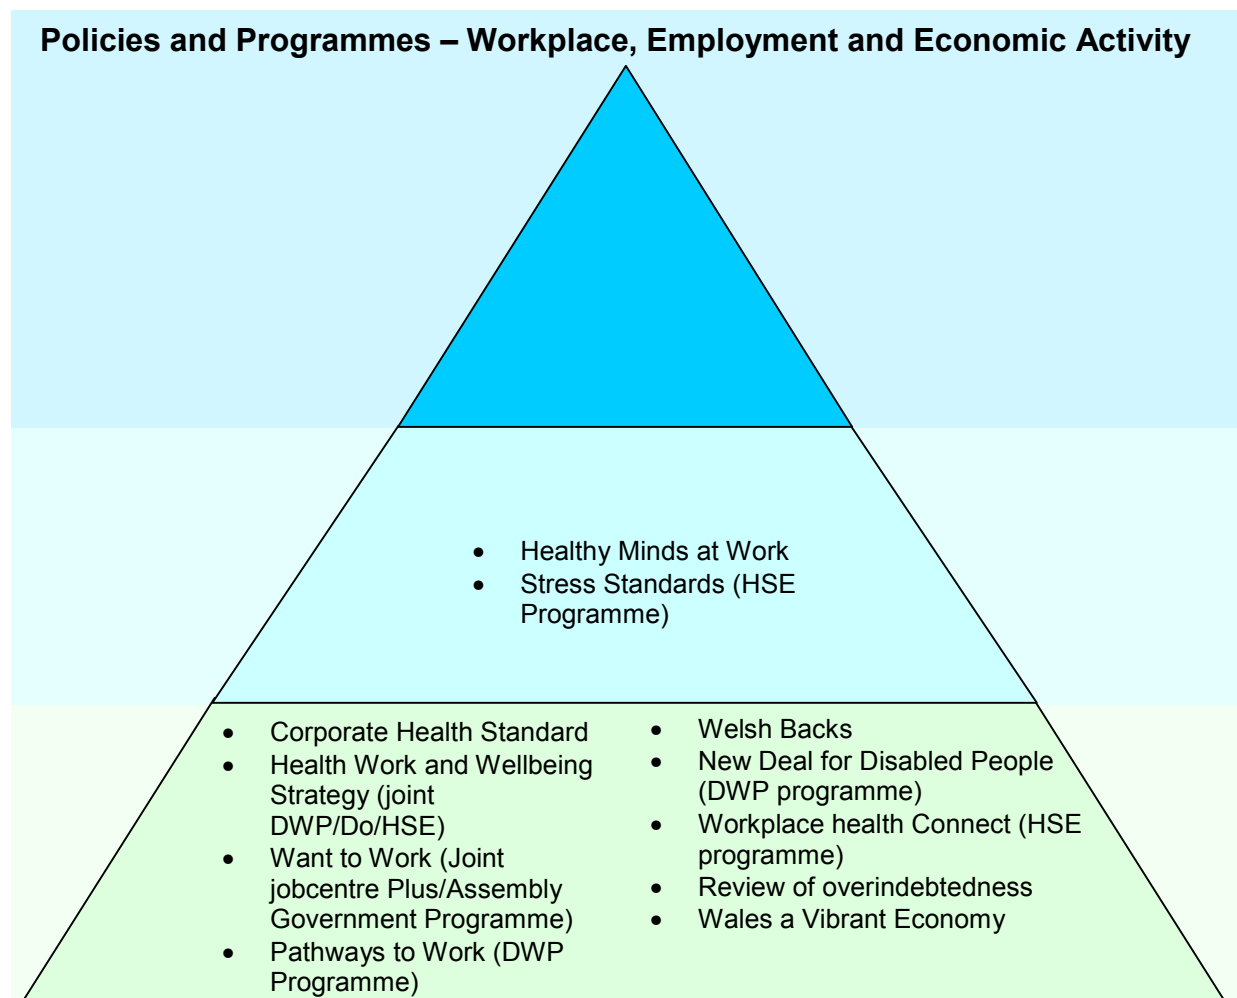 Policies and Programmes – Workplace, Employment and Economic Activity
• Healthy Minds at Work
• Stress Standards (HSE
Programme)
• Corporate Health Standard
• Health Work and Wellbeing
Strategy (joint
DWP/Do/HSE)
• Want to Work (Joint
jobcentre Plus/Assembly
Government Programme)
• Pathways to Work (DWP
Programme)
• Welsh Backs
• New Deal for Disabled People
(DWP programme)
• Workplace health Connect (HSE
programme)
• Review of overindebtedness
• Wales a Vibrant Economy